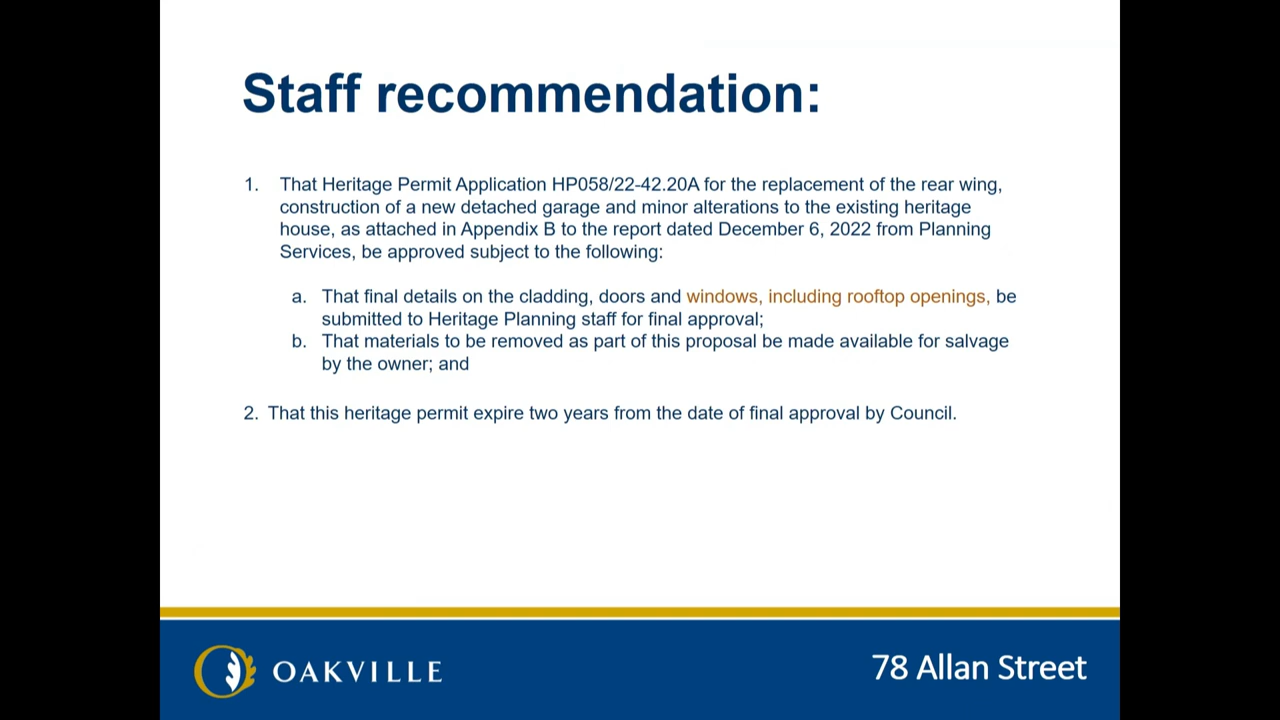 Staff recommendation:
1. That Heritage Permit Application HP058/22-42.20A for the replacement of the rear wing,
construction of a new detached garage and minor alterations to the existing heritage
house, as attached in Appendix B to the report dated December 6, 2022 from Planning
Services, be approved subject to the following:
a. That final details on the cladding, doors and windows, including rooftop openings, be
submitted to Heritage Planning staff for final approval;
b. That materials to be removed as part of this proposal be made available for salvage
by the owner; and
2. That this heritage permit expire two years from the date of final approval by Council.
OAKVILLE
78 Allan Street